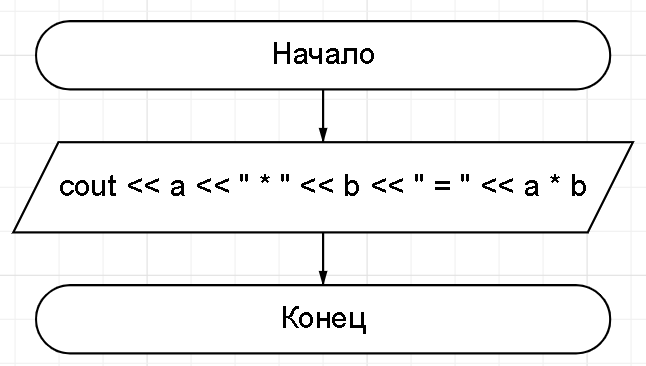 Начало
cout << a << " * " << b << " = " << a * b
Конец